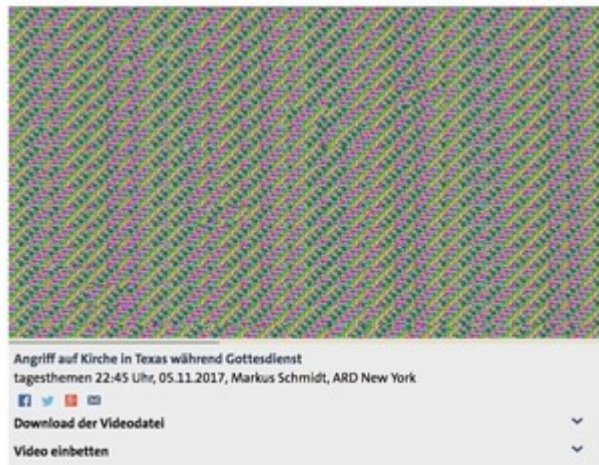 Angriff auf Kirche in Texas während Gottesdienst
tagesthemen 22:45 Uhr, 05.11.2017, Markus Schmidt, ARD New York
Download der Videodatei
Video einbetten